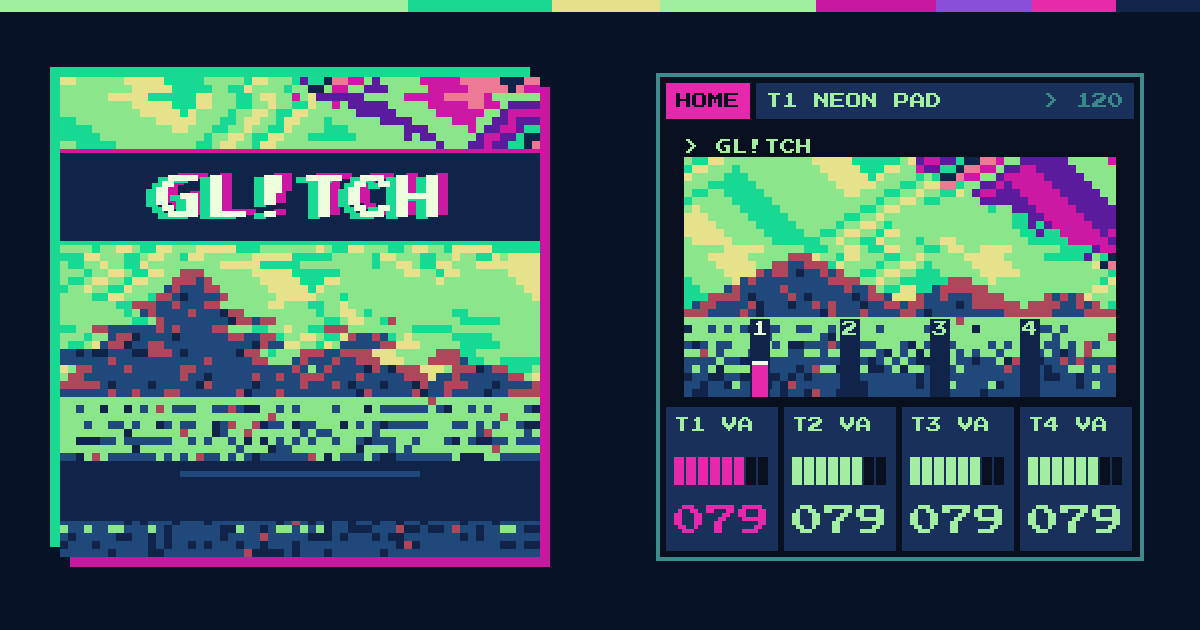 GL!TCH
HOME T1 NEON PAD > 120
> GL!TCH
1 2 3 4
T1 VA T2 VA T3 VA T4 VA
079 079 079 079